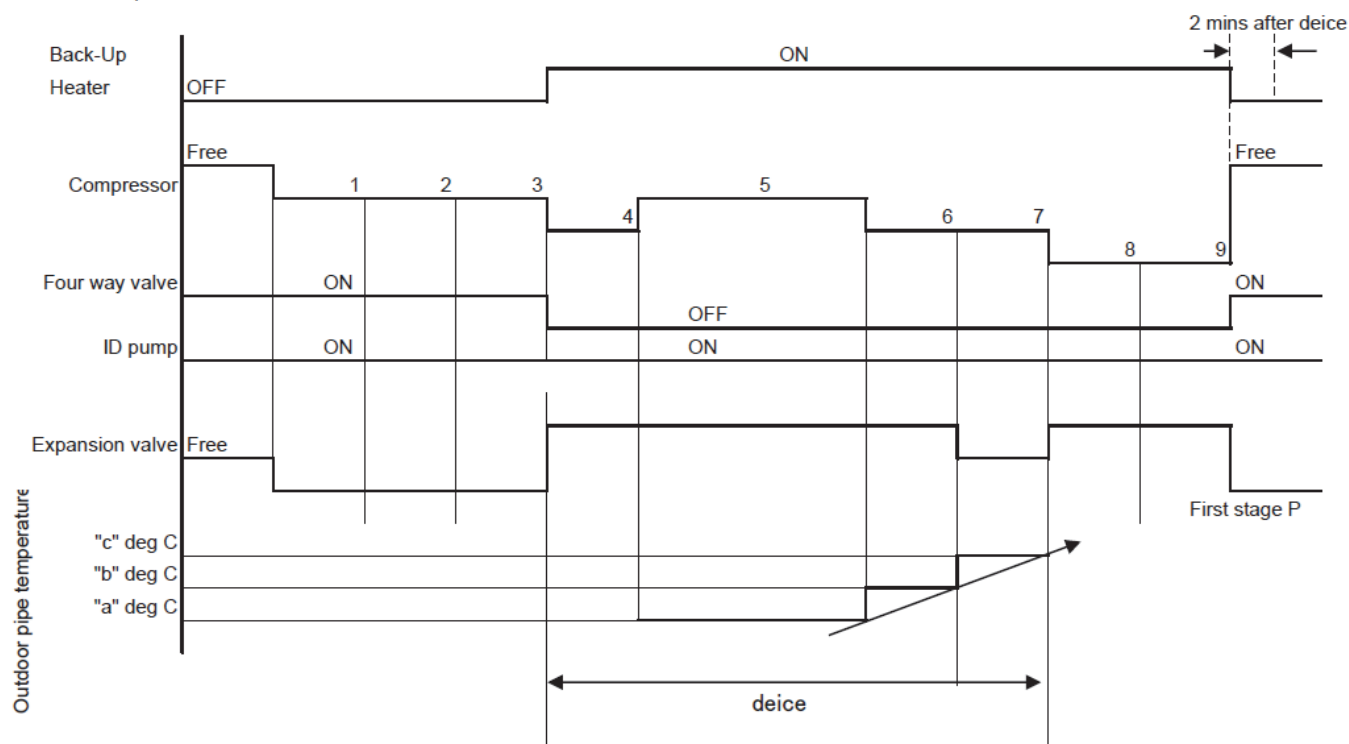 2 mins after deice
Back-Up
Heater
ON
OFF
Free
Free
Compressor
1
2
3
4
5
6
7
8
9
Four way valve
ON
OFF
ON
ID pump
ON
ON
ON
Expansion valve
Free
First stage P
Outdoor pipe temperature
"c" deg C
"b" deg C
"a" deg C
deice